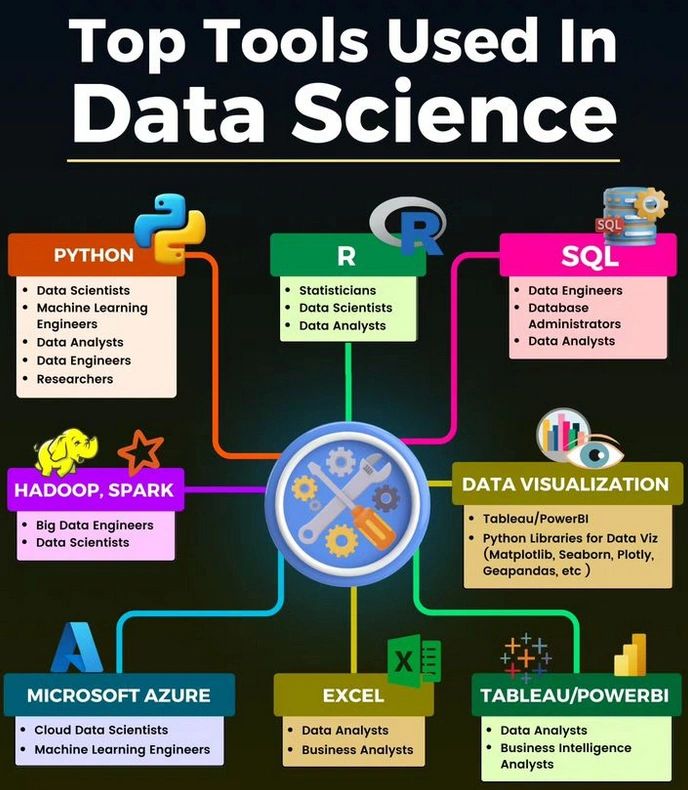 Top Tools Used In
Data Science
SQL
PYTHON
• Data Scientists
• Machine Learning
Engineers
• Data Analysts
• Data Engineers
• Researchers
R
• Statisticians
• Data Scientists
• Data Analysts
SQL
• Data Engineers
• Database
Administrators
• Data Analysts
HADOOP, SPARK
• Big Data Engineers
• Data Scientists
DATA VISUALIZATION
• Tableau/PowerBI
• Python Libraries for Data Viz
(Matplotlib, Seaborn, Plotly,
Geapandas, etc )
MICROSOFT AZURE
• Cloud Data Scientists
• Machine Learning Engineers
X
EXCEL
• Data Analysts
• Business Analysts
TABLEAU/POWERBI
• Data Analysts
• Business Intelligence
Analysts